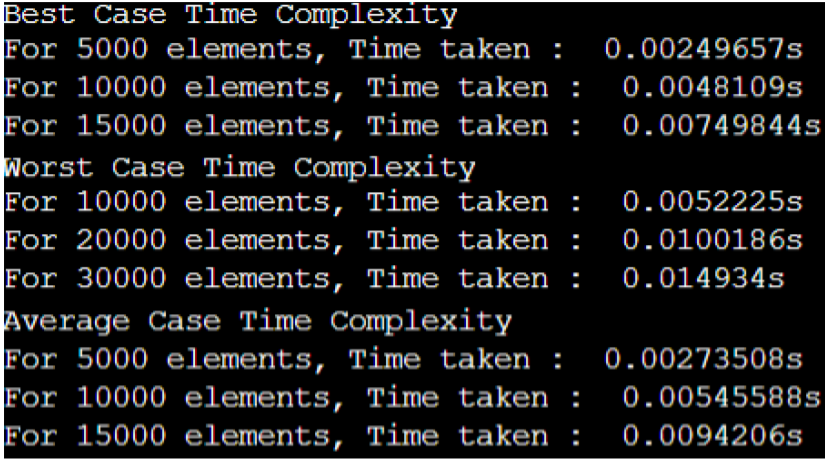 Best Case Time Complexity
For 5000 elements, Time taken :  0.00249657s
For 10000 elements, Time taken :  0.0048109s
For 15000 elements, Time taken :  0.00749844s
Worst Case Time Complexity
For 10000 elements, Time taken :  0.0052225s
For 20000 elements, Time taken :  0.0100186s
For 30000 elements, Time taken :  0.014934s
Average Case Time Complexity
For 5000 elements, Time taken :  0.00273508s
For 10000 elements, Time taken :  0.00545588s
For 15000 elements, Time taken :  0.0094206s